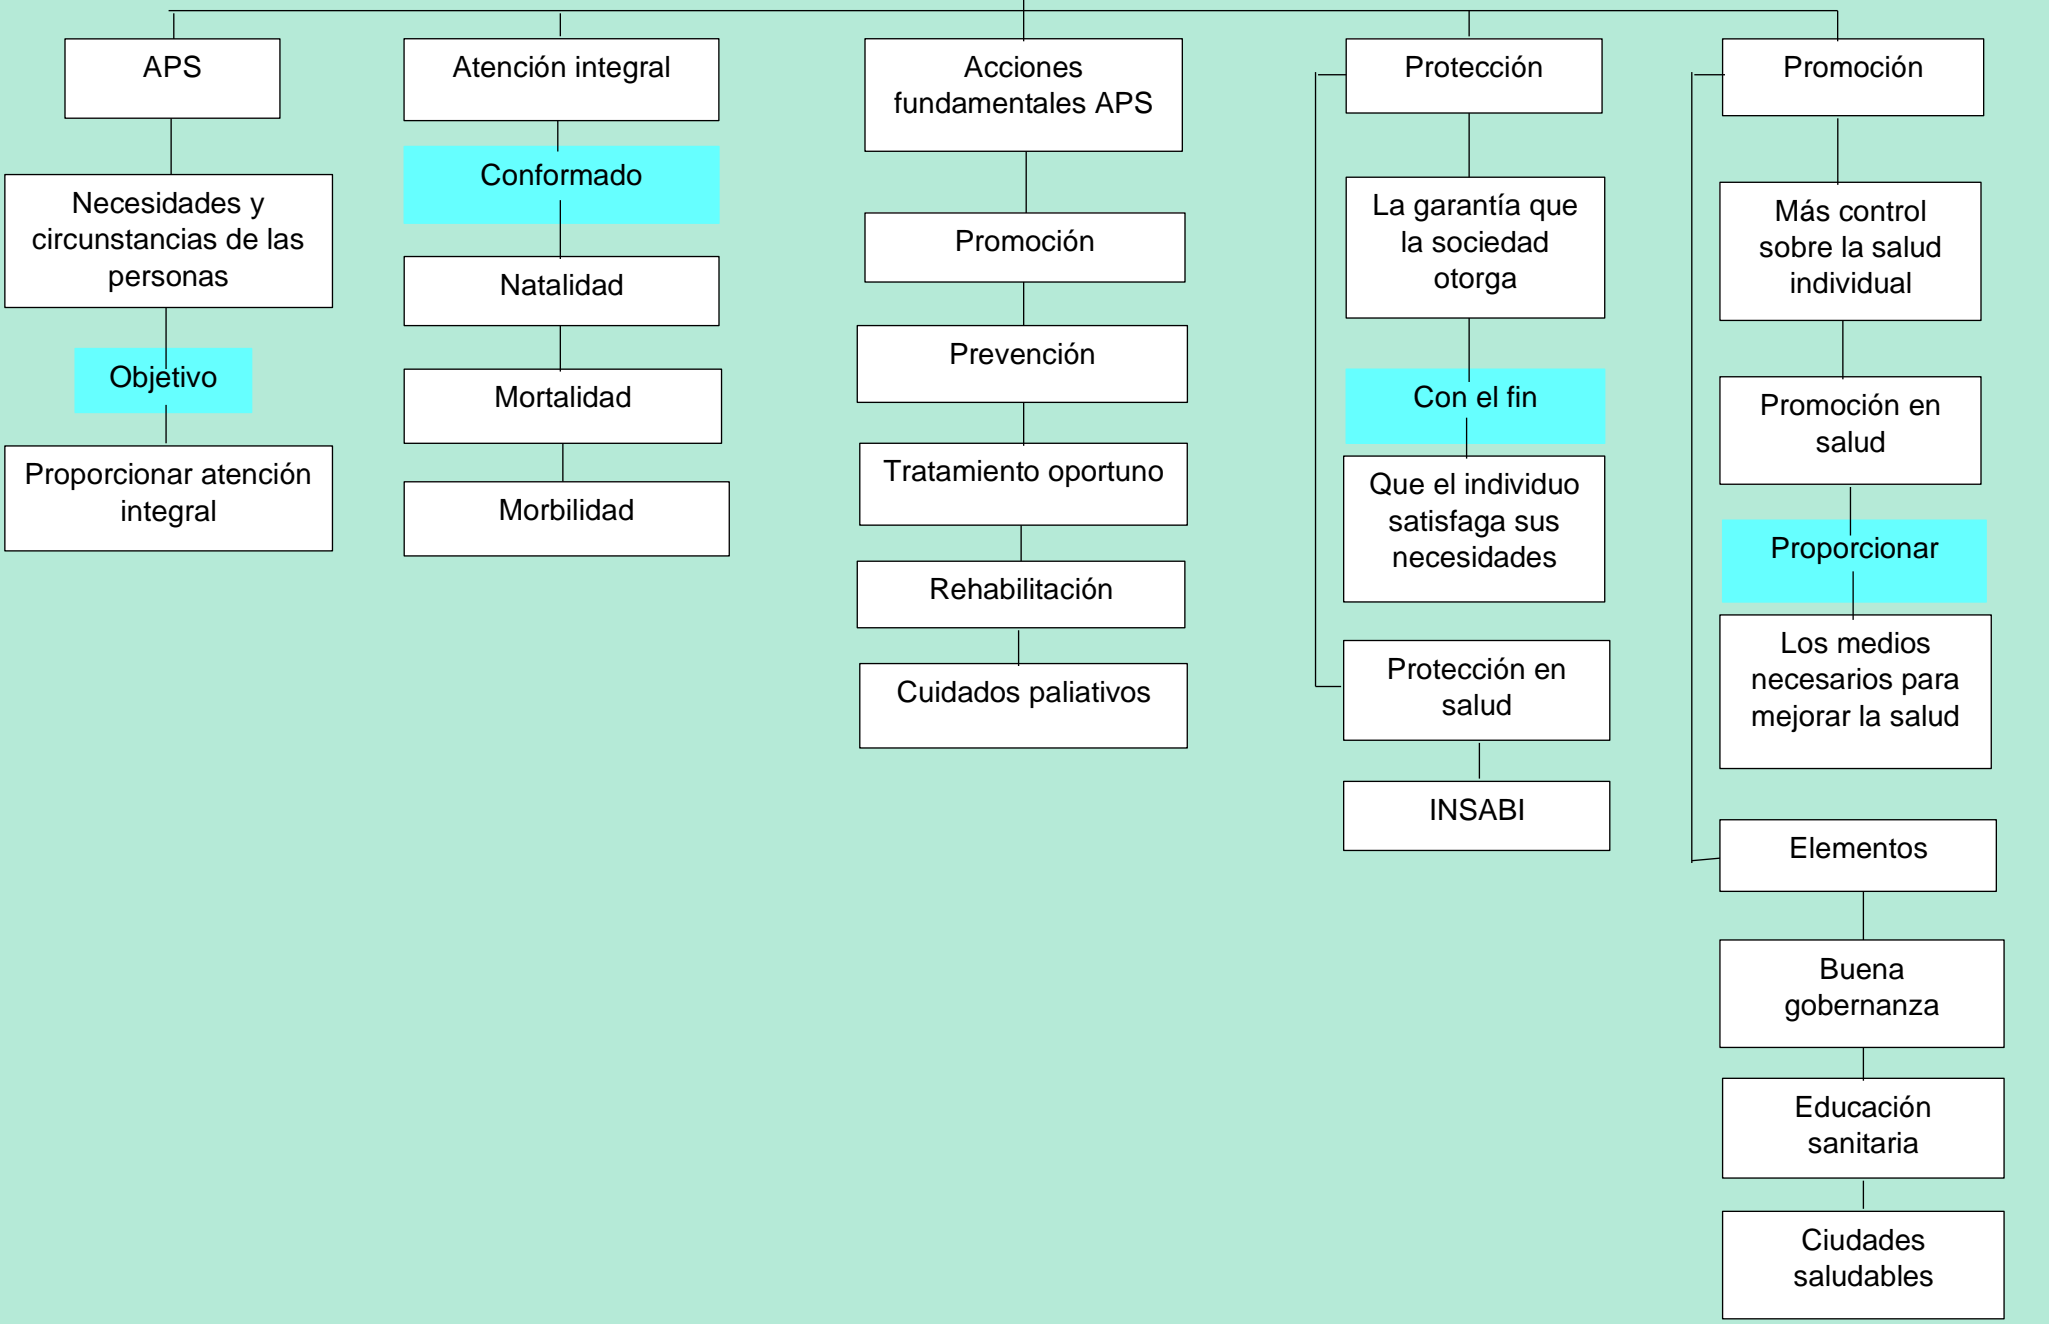 APS
Necesidades y
circunstancias de las
personas
Objetivo
Proporcionar atención
integral
Atención integral
Conformado
Natalidad
Mortalidad
Morbilidad
Acciones
fundamentales APS
Promoción
Prevención
Tratamiento oportuno
Rehabilitación
Cuidados paliativos
Protección
La garantía que
la sociedad
otorga
Con el fin
Que el individuo
satisfaga sus
necesidades
Protección en
salud
INSABI
Promoción
Más control
sobre la salud
individual
Promoción en
salud
Proporcionar
Los medios
necesarios para
mejorar la salud
Elementos
Buena
gobernanza
Educación
sanitaria
Ciudades
saludables